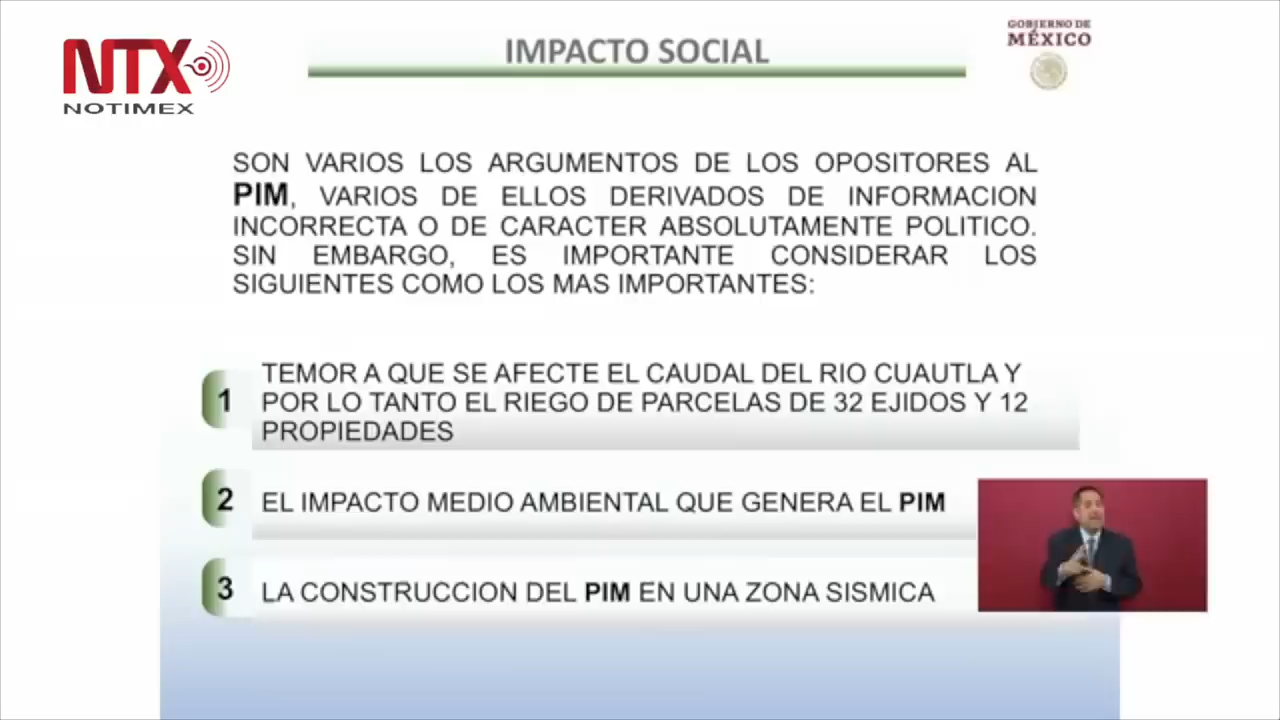 NTX
NOTIMEX
IMPACTO SOCIAL
GOBIERNO DE
MÉXICO
SON VARIOS LOS ARGUMENTOS DE LOS OPOSITORES AL
PIM, VARIOS DE ELLOS DERIVADOS DE INFORMACION
INCORRECTA O DE CARACTER ABSOLUTAMENTE POLITICO.
SIN EMBARGO, ES IMPORTANTE CONSIDERAR LOS
SIGUIENTES COMO LOS MAS IMPORTANTES:
1
TEMOR A QUE SE AFECTE EL CAUDAL DEL RIO CUAUTLA Y
POR LO TANTO EL RIEGO DE PARCELAS DE 32 EJIDOS Y 12
PROPIEDADES
2 EL IMPACTO MEDIO AMBIENTAL QUE GENERA EL PIM
3 LA CONSTRUCCION DEL PIM EN UNA ZONA SISMICA